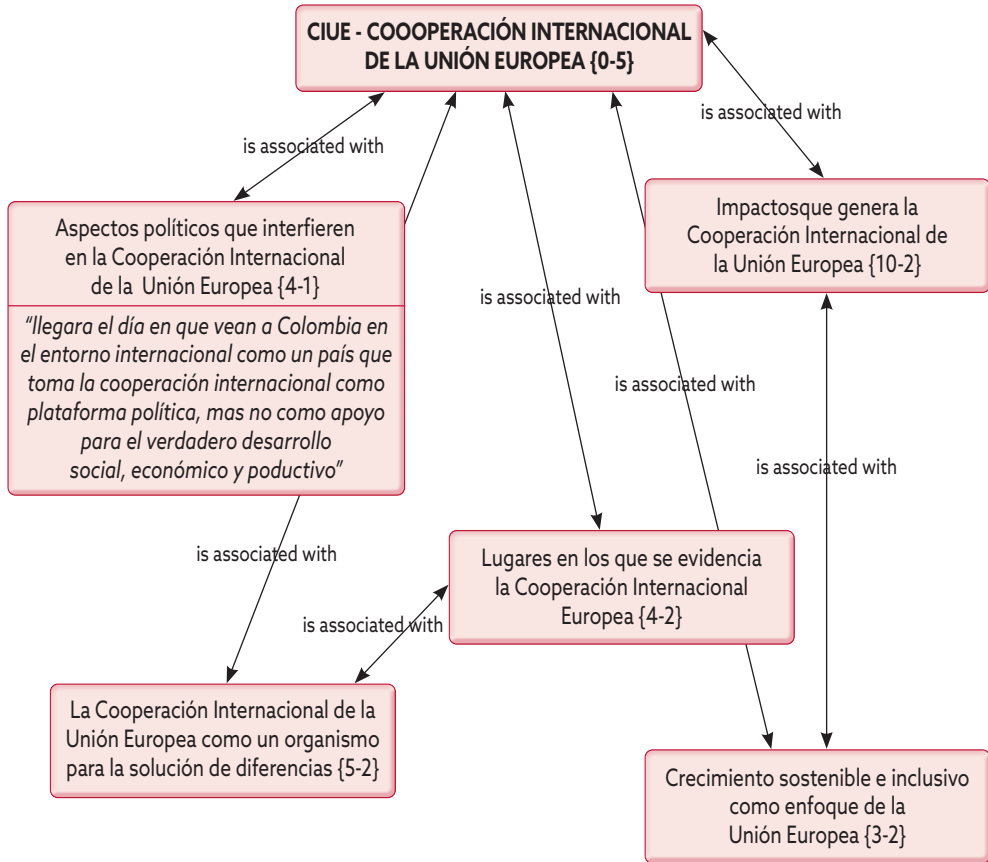 CIUE - COOOPERACIÓN INTERNACIONAL
DE LA UNIÓN EUROPEA {0-5}
is associated with
is associated with
Aspectos políticos que interfieren
en la Cooperación Internacional
de la Unión Europea {4-1}
"llegara el día en que vean a Colombia en
el entorno internacional como un país que
toma la cooperación internacional como
plataforma política, mas no como apoyo
para el verdadero desarrollo
social, económico y poductivo"
Impactosque genera la
Cooperación Internacional de
la Unión Europea {10-2}
is associated with
is associated with
is associated with
is associated with
Lugares en los que se evidencia
la Cooperación Internacional
Europea {4-2}
is associated with
La Cooperación Internacional de la
Unión Europea como un organismo
para la solución de diferencias {5-2}
Crecimiento sostenible e inclusivo
como enfoque de la
Unión Europea {3-2}